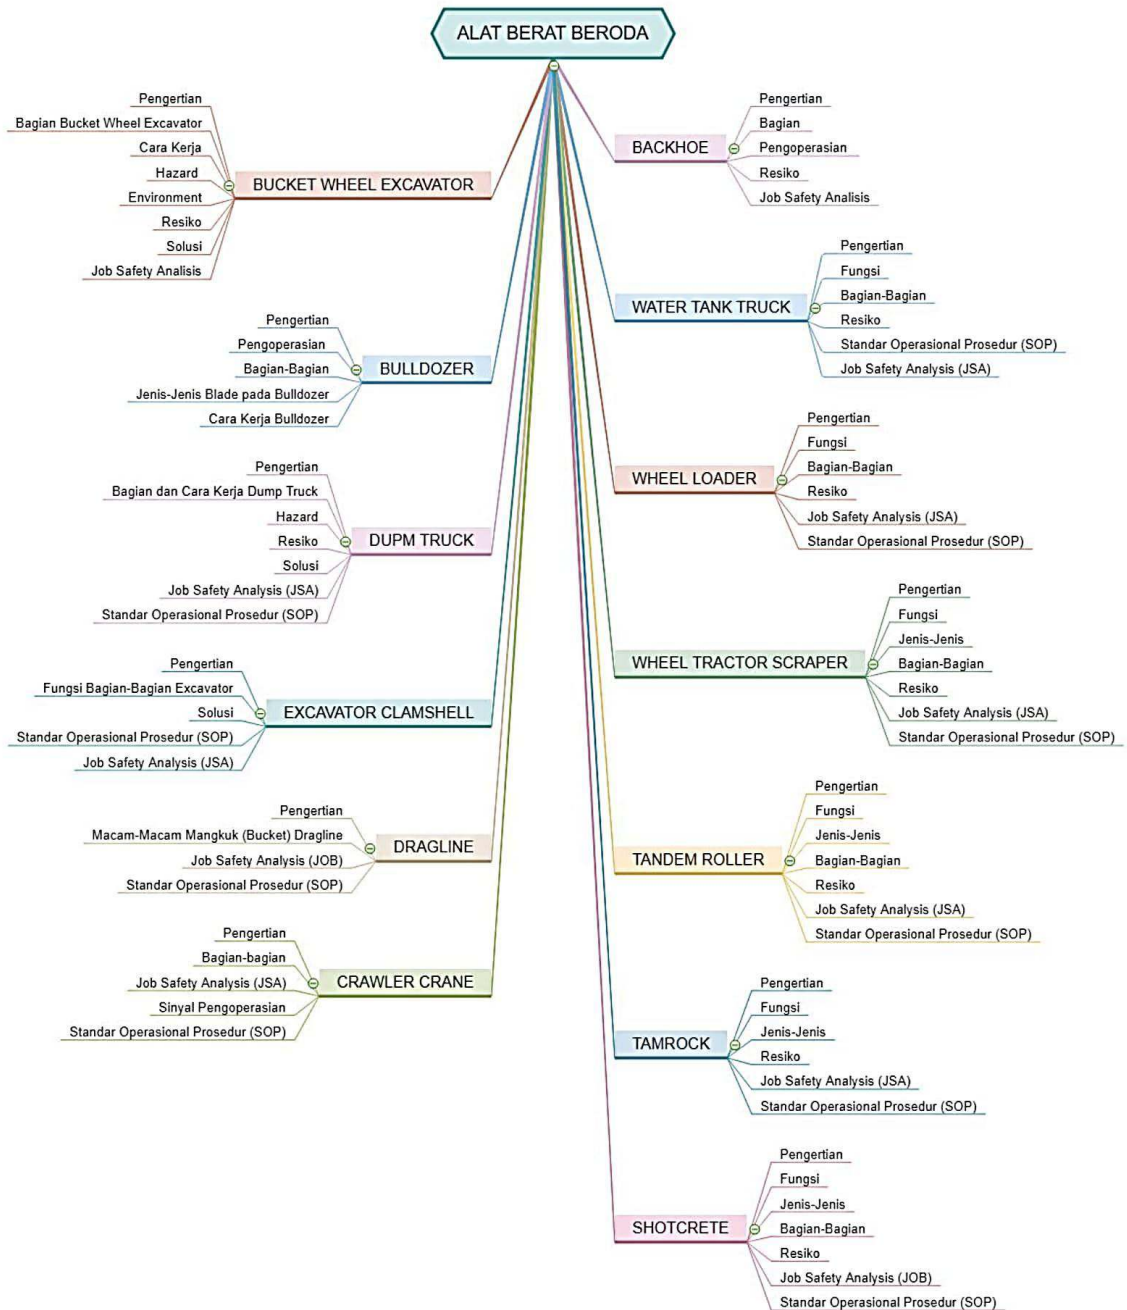 ALAT BERAT BERODA
BUCKET WHEEL EXCAVATOR
Pengertian
Bagian Bucket Wheel Excavator
Cara Kerja
Hazard
Environment
Resiko
Solusi
Job Safety Analisis
BULLDOZER
Pengertian
Pengoperasian
Bagian-Bagian
Jenis-Jenis Blade pada Bulldozer
Cara Kerja Bulldozer
DUPM TRUCK
Pengertian
Bagian dan Cara Kerja Dump Truck
Hazard
Resiko
Solusi
Job Safety Analysis (JSA)
Standar Operasional Prosedur (SOP)
EXCAVATOR CLAMSHELL
Pengertian
Fungsi Bagian-Bagian Excavator
Solusi
Standar Operasional Prosedur (SOP)
Job Safety Analysis (JSA)
DRAGLINE
Pengertian
Macam-Macam Mangkuk (Bucket) Dragline
Job Safety Analysis (JOB)
Standar Operasional Prosedur (SOP)
CRAWLER CRANE
Pengertian
Bagian-bagian
Job Safety Analysis (JSA)
Sinyal Pengoperasian
Standar Operasional Prosedur (SOP)
BACKHOE
Pengertian
Bagian
Pengoperasian
Resiko
Job Safety Analisis
WATER TANK TRUCK
Pengertian
Fungsi
Bagian-Bagian
Resiko
Standar Operasional Prosedur (SOP)
Job Safety Analysis (JSA)
WHEEL LOADER
Pengertian
Fungsi
Bagian-Bagian
Resiko
Job Safety Analysis (JSA)
Standar Operasional Prosedur (SOP)
WHEEL TRACTOR SCRAPER
Pengertian
Fungsi
Jenis-Jenis
Bagian-Bagian
Resiko
Job Safety Analysis (JSA)
Standar Operasional Prosedur (SOP)
TANDEM ROLLER
Pengertian
Fungsi
Jenis-Jenis
Bagian-Bagian
Resiko
Job Safety Analysis (JSA)
Standar Operasional Prosedur (SOP)
TAMROCK
Pengertian
Fungsi
Jenis-Jenis
Resiko
Job Safety Analysis (JSA)
Standar Operasional Prosedur (SOP)
SHOTCRETE
Pengertian
Fungsi
Jenis-Jenis
Bagian-Bagian
Resiko
Job Safety Analysis (JOB)
Standar Operasional Prosedur (SOP)